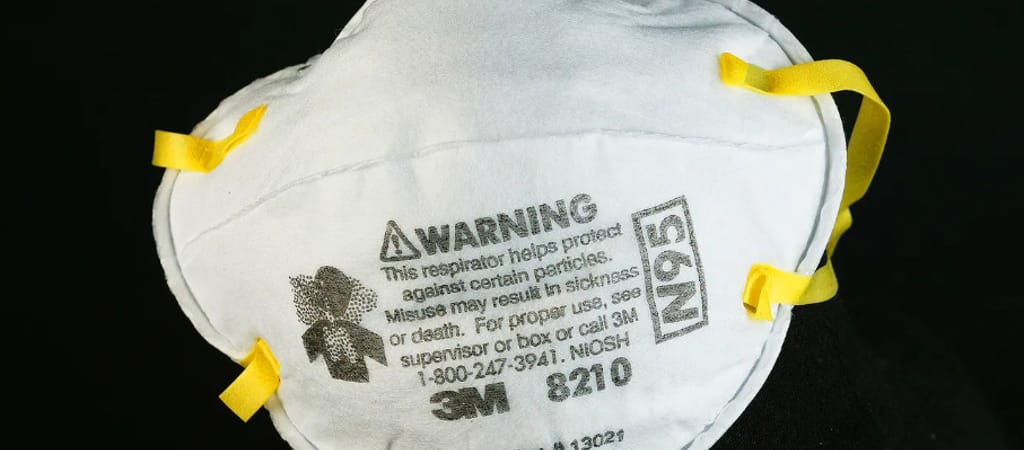 WARNING
This respirator helps protect
against certain particles.
Misuse may result in sickness
or death. For proper use, see
supervisor or box or call 3M
1-800-247-3941. NIOSH
3M 8210
N95
# 13021